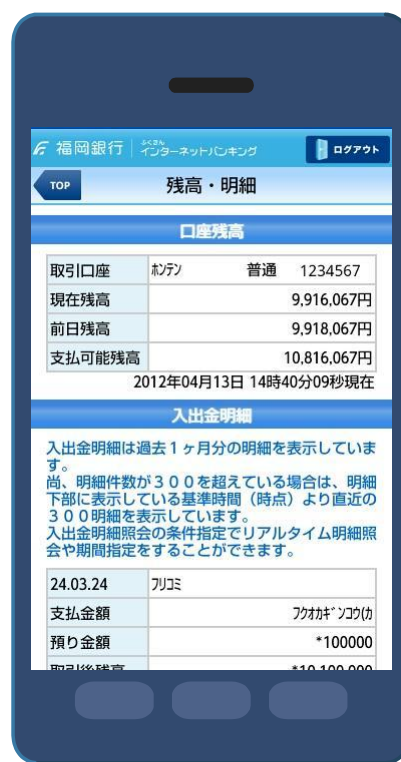 福岡銀行 ふくぎん インターネットバンキング ログアウト
TOP 残高・明細
口座残高
取引口座 ホンテン 普通 1234567
現在残高 9,916,067円
前日残高 9,918,067円
支払可能残高 10,816,067円
2012年04月13日 14時40分09秒現在
入出金明細
入出金明細は過去１ヶ月分の明細を表示していま
す。
尚、明細件数が３００を超えている場合は、明細
下部に表示している基準時間（時点）より直近の
３００明細を表示しています。
入出金明細照会の条件指定でリアルタイム明細照
会や期間指定をすることができます。
24.03.24 フリコミ
支払金額 フクオカギンコウ(カ
預り金額 *100000
取引後残高 *10,100,000